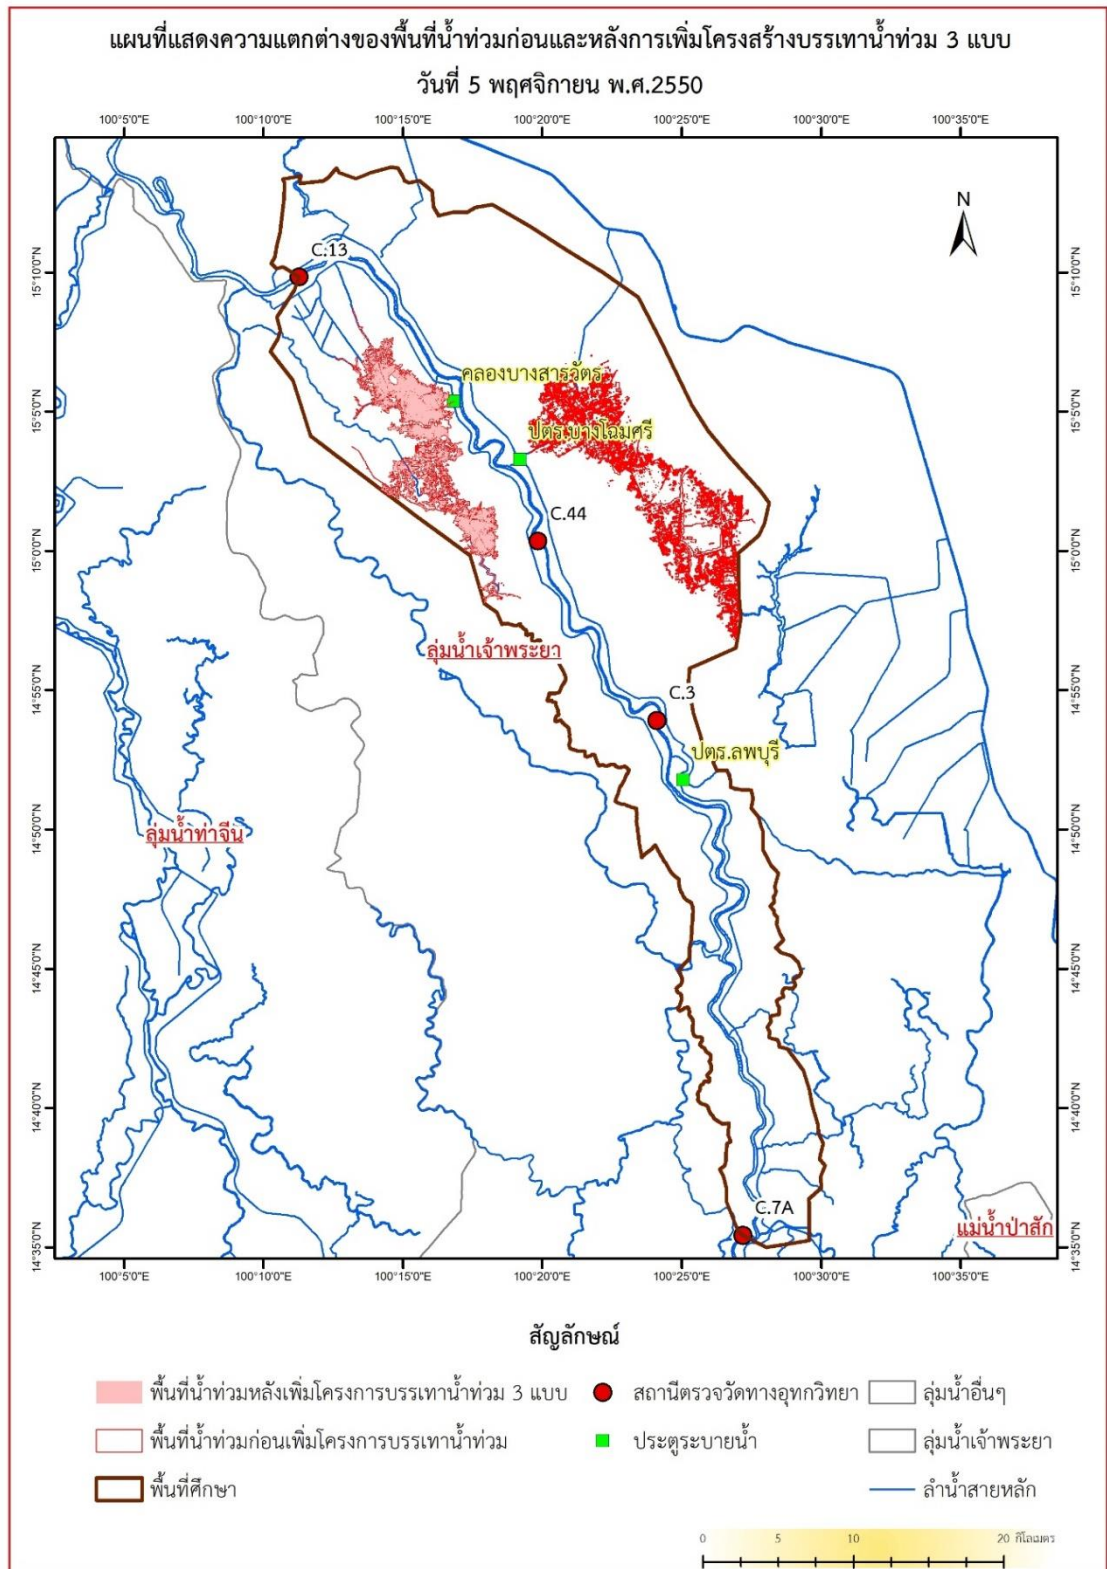 แผนที่แสดงความแตกต่างของพื้นที่น้ำท่วมก่อนและหลังการเพิ่มโครงสร้างบรรเทาน้ำท่วม 3 แบบ
วันที่ 5 พฤศจิกายน พ.ศ.2550
100°5'0"E 100°10'0"E 100°15'0"E 100°20'0"E 100°25'0"E 100°30'0"E 100°35'0"E
N
C.13
15°10'0"N 15°10'0"N
คลองบางสารวัตร
15°5'0"N 15°5'0"N
ปตร.บางโฉมศรี
C.44
15°0'0"N 15°0'0"N
ลุ่มน้ำเจ้าพระยา
C.3
14°55'0"N 14°55'0"N
ปตร.ลพบุรี
ลุ่มน้ำท่าจีน
14°50'0"N 14°50'0"N
14°45'0"N 14°45'0"N
14°40'0"N 14°40'0"N
C.7A
แม่น้ำป่าสัก
14°35'0"N 14°35'0"N
100°5'0"E 100°10'0"E 100°15'0"E 100°20'0"E 100°25'0"E 100°30'0"E 100°35'0"E
สัญลักษณ์
พื้นที่น้ำท่วมหลังเพิ่มโครงการบรรเทาน้ำท่วม 3 แบบ สถานีตรวจวัดทางอุทกวิทยา ลุ่มน้ำอื่นๆ
พื้นที่น้ำท่วมก่อนเพิ่มโครงการบรรเทาน้ำท่วม ประตูระบายน้ำ ลุ่มน้ำเจ้าพระยา
พื้นที่ศึกษา ลำน้ำสายหลัก
0 5 10 20 กิโลเมตร